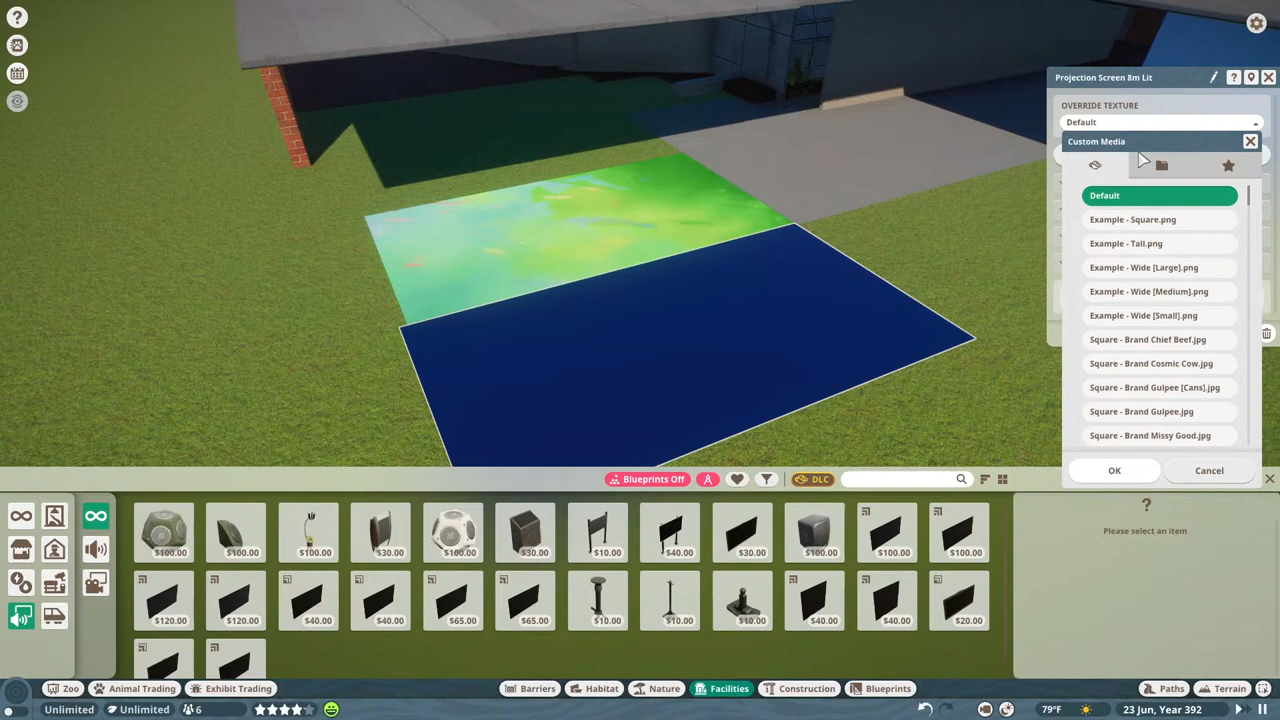 ?
Projection Screen 8m Lit
?
OVERRIDE TEXTURE
Default
Custom Media
Default
Example - Square.png
Example - Tall.png
Example - Wide [Large].png
Example - Wide [Medium].png
Example - Wide [Small].png
Square - Brand Chief Beef.jpg
Square - Brand Cosmic Cow.jpg
Square - Brand Gulpee [Cans].jpg
Square - Brand Gulpee.jpg
Square - Brand Missy Good.jpg
OK
Cancel
Blueprints Off
DLC
?
Please select an item
$100.00
$100.00
$100.00
$30.00
$100.00
$30.00
$10.00
$40.00
$30.00
$100.00
$100.00
$100.00
$120.00
$120.00
$40.00
$40.00
$65.00
$65.00
$10.00
$10.00
$10.00
$40.00
$40.00
$20.00
Zoo
Animal Trading
Exhibit Trading
Barriers
Habitat
Nature
Facilities
Construction
Blueprints
Paths
Terrain
Unlimited
Unlimited
6
79°F
23 Jun, Year 392